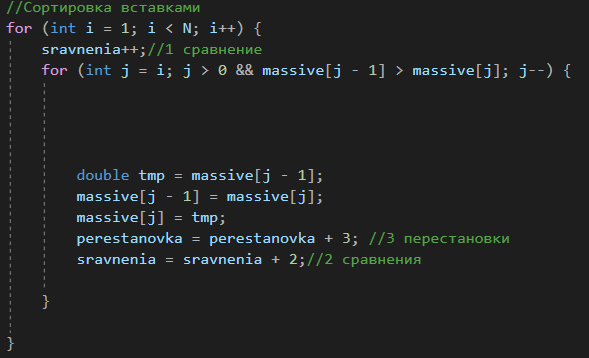 //Сортировка вставками
for (int i = 1; i < N; i++) {
sravnenia++;//1 сравнение
for (int j = i; j > 0 && massive[j - 1] > massive[j]; j--) {
double tmp = massive[j - 1];
massive[j - 1] = massive[j];
massive[j] = tmp;
perestanovka = perestanovka + 3; //3 перестановки
sravnenia = sravnenia + 2;//2 сравнения
}
}